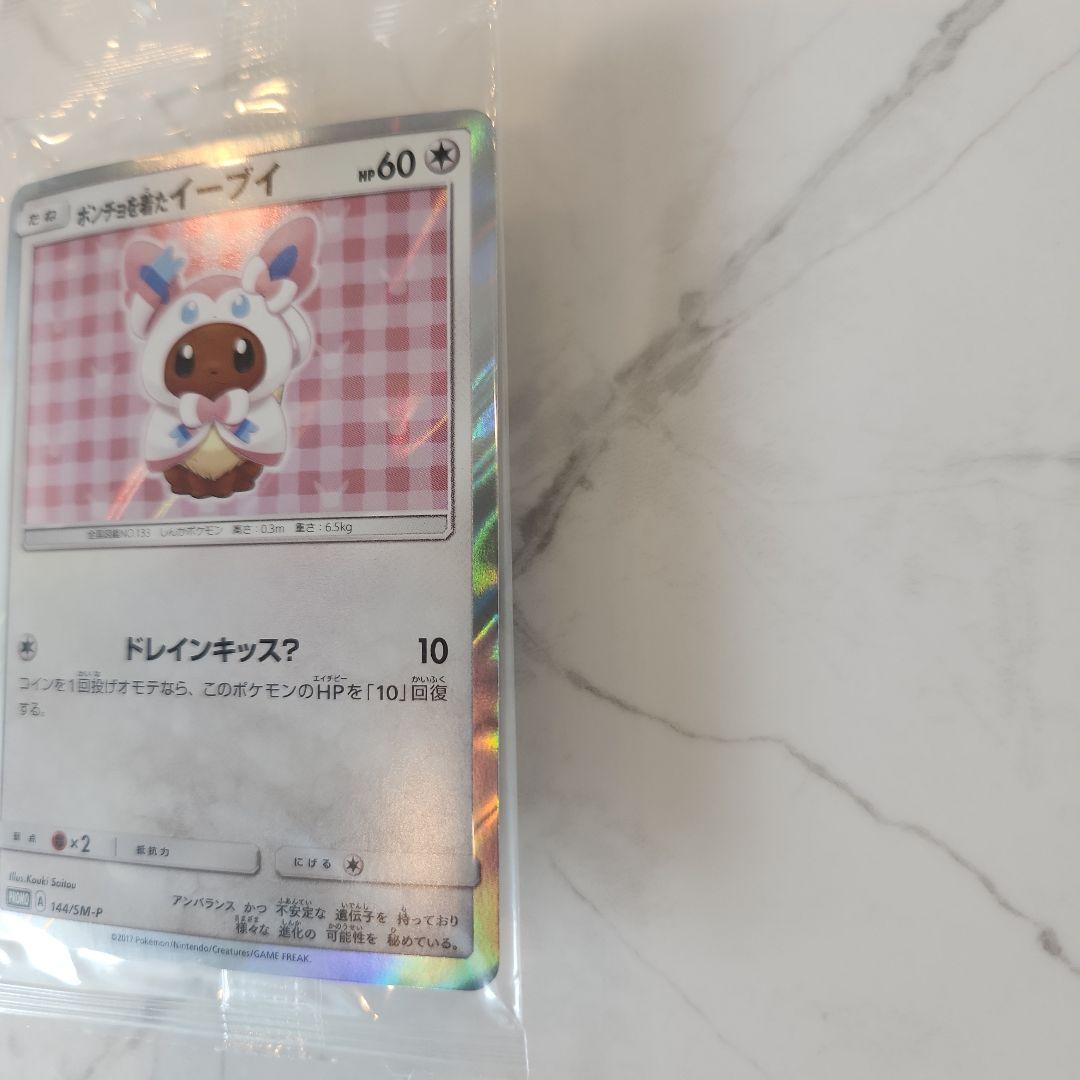 たね ポンチョを着たイーブイ HP60
全国図鑑NO.133 しんかポケモン 高さ:0.3m 重さ:6.5kg
ドレインキッス? 10
コインを1回投げオモテなら、このポケモンのHPを「10」回復
する。
弱点 ×2 抵抗力 にげる
Illus.Kouki Saitou
PROMO A 144/SM-P
アンバランス かつ 不安定な 遺伝子を 持っており
様々な 進化の 可能性を 秘めている。
©2017 Pokémon/Nintendo/Creatures/GAME FREAK.